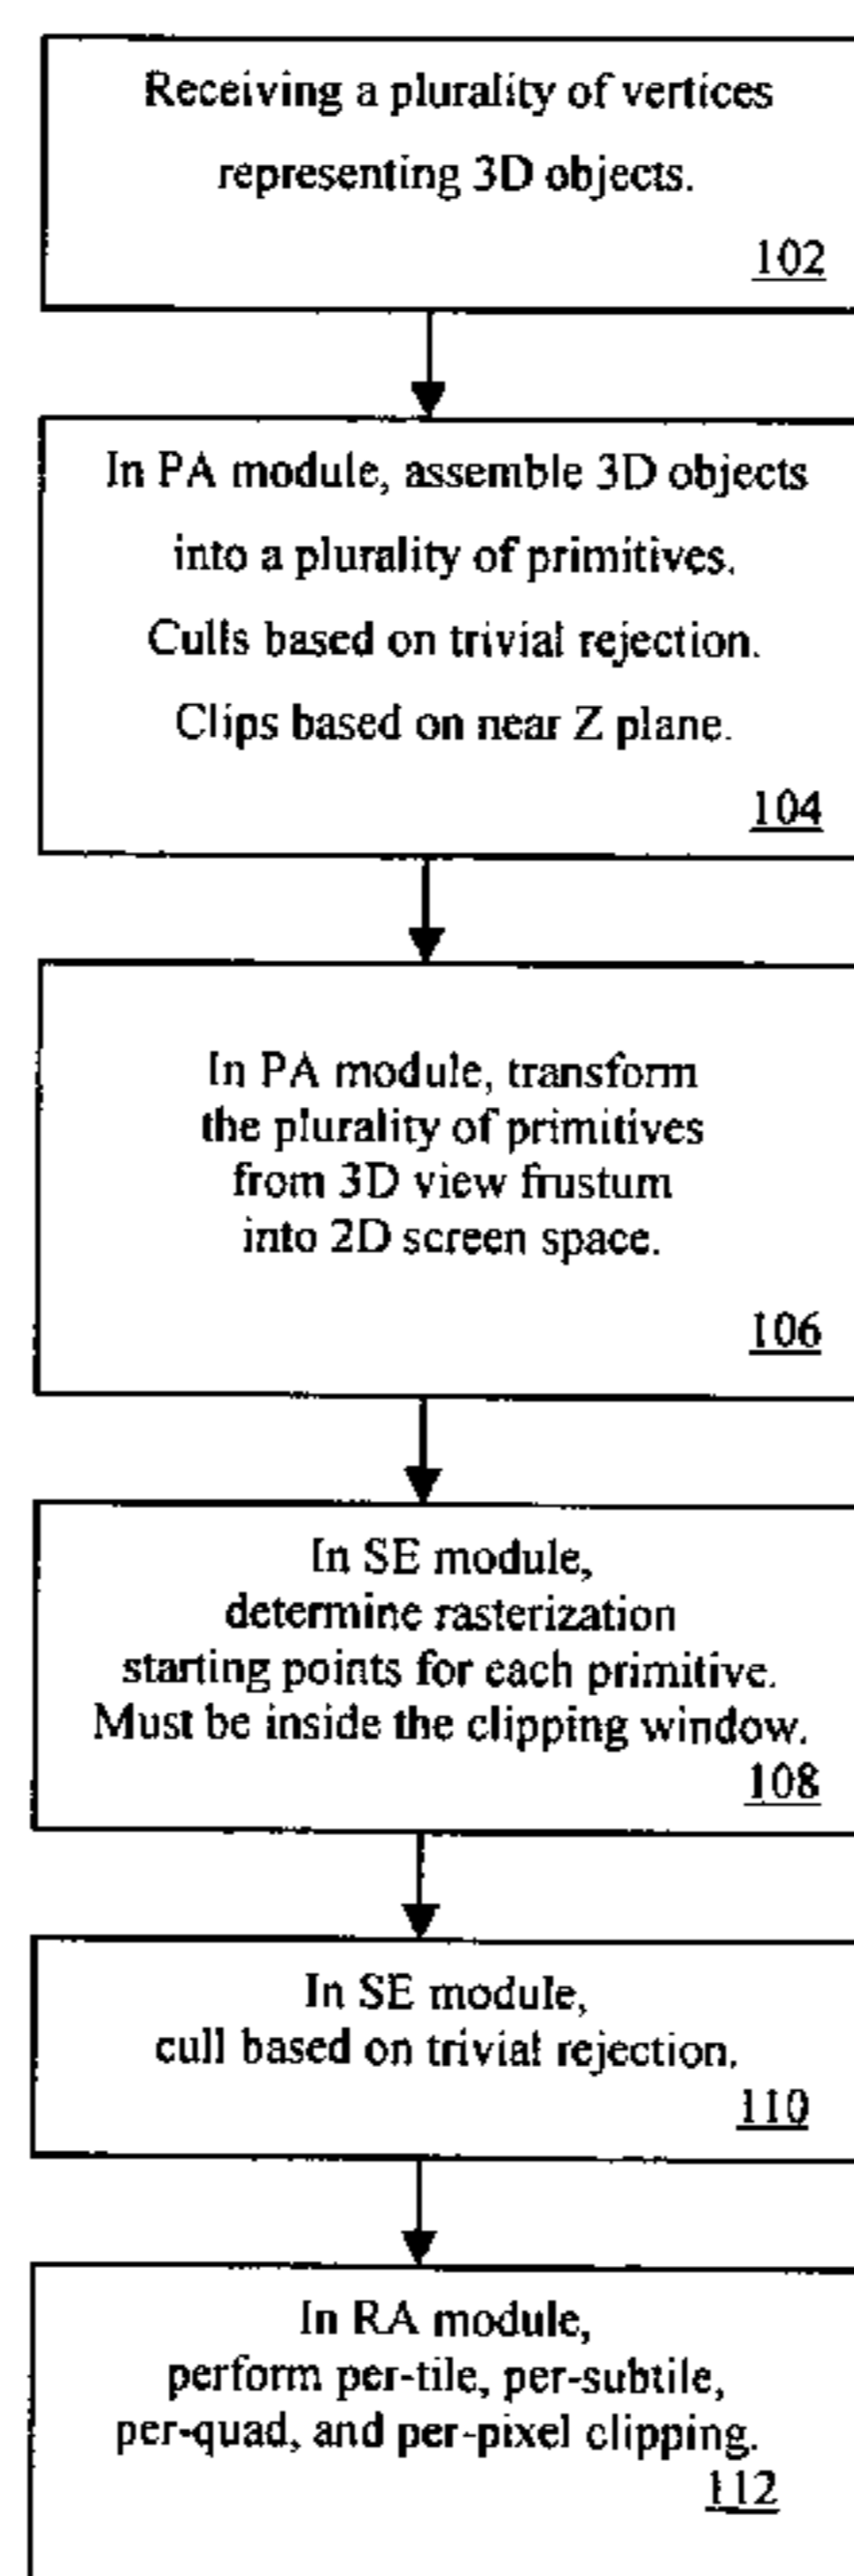 Receiving a plurality of vertices
representing 3D objects.
102
In PA module, assemble 3D objects
into a plurality of primitives.
Culls based on trivial rejection.
Clips based on near Z plane.
104
In PA module, transform
the plurality of primitives
from 3D view frustum
into 2D screen space.
106
In SE module,
determine rasterization
starting points for each primitive.
Must be inside the clipping window.
108
In SE module,
cull based on trivial rejection.
110
In RA module,
perform per-tile, per-subtile,
per-quad, and per-pixel clipping.
112